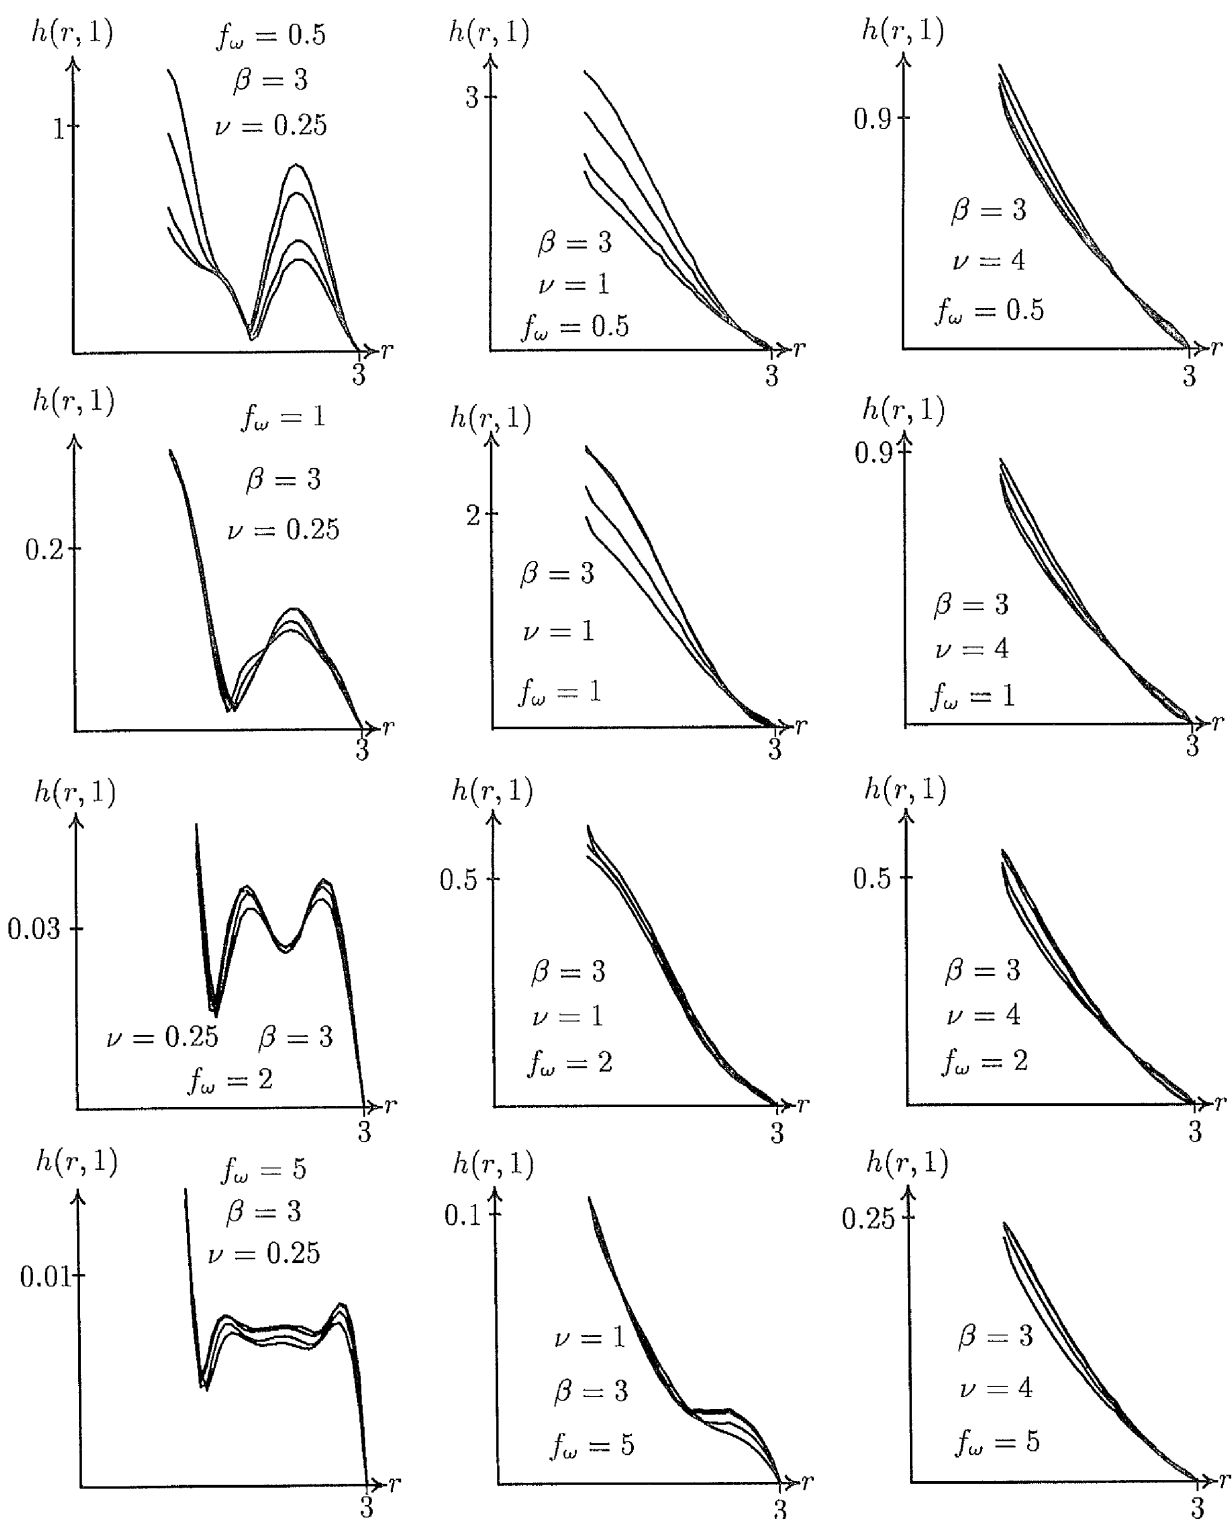 h(r, 1)
f_ω = 0.5
β = 3
ν = 0.25
1
r
3
h(r, 1)
3
β = 3
ν = 1
f_ω = 0.5
r
3
h(r, 1)
0.9
β = 3
ν = 4
f_ω = 0.5
r
3
h(r, 1)
f_ω = 1
β = 3
ν = 0.25
0.2
r
3
h(r, 1)
2
β = 3
ν = 1
f_ω = 1
r
3
h(r, 1)
0.9
β = 3
ν = 4
f_ω = 1
r
3
h(r, 1)
0.03
ν = 0.25 β = 3
f_ω = 2
r
3
h(r, 1)
0.5
β = 3
ν = 1
f_ω = 2
r
3
h(r, 1)
0.5
β = 3
ν = 4
f_ω = 2
r
3
h(r, 1)
f_ω = 5
β = 3
ν = 0.25
0.01
r
3
h(r, 1)
0.1
ν = 1
β = 3
f_ω = 5
r
3
h(r, 1)
0.25
β = 3
ν = 4
f_ω = 5
r
3